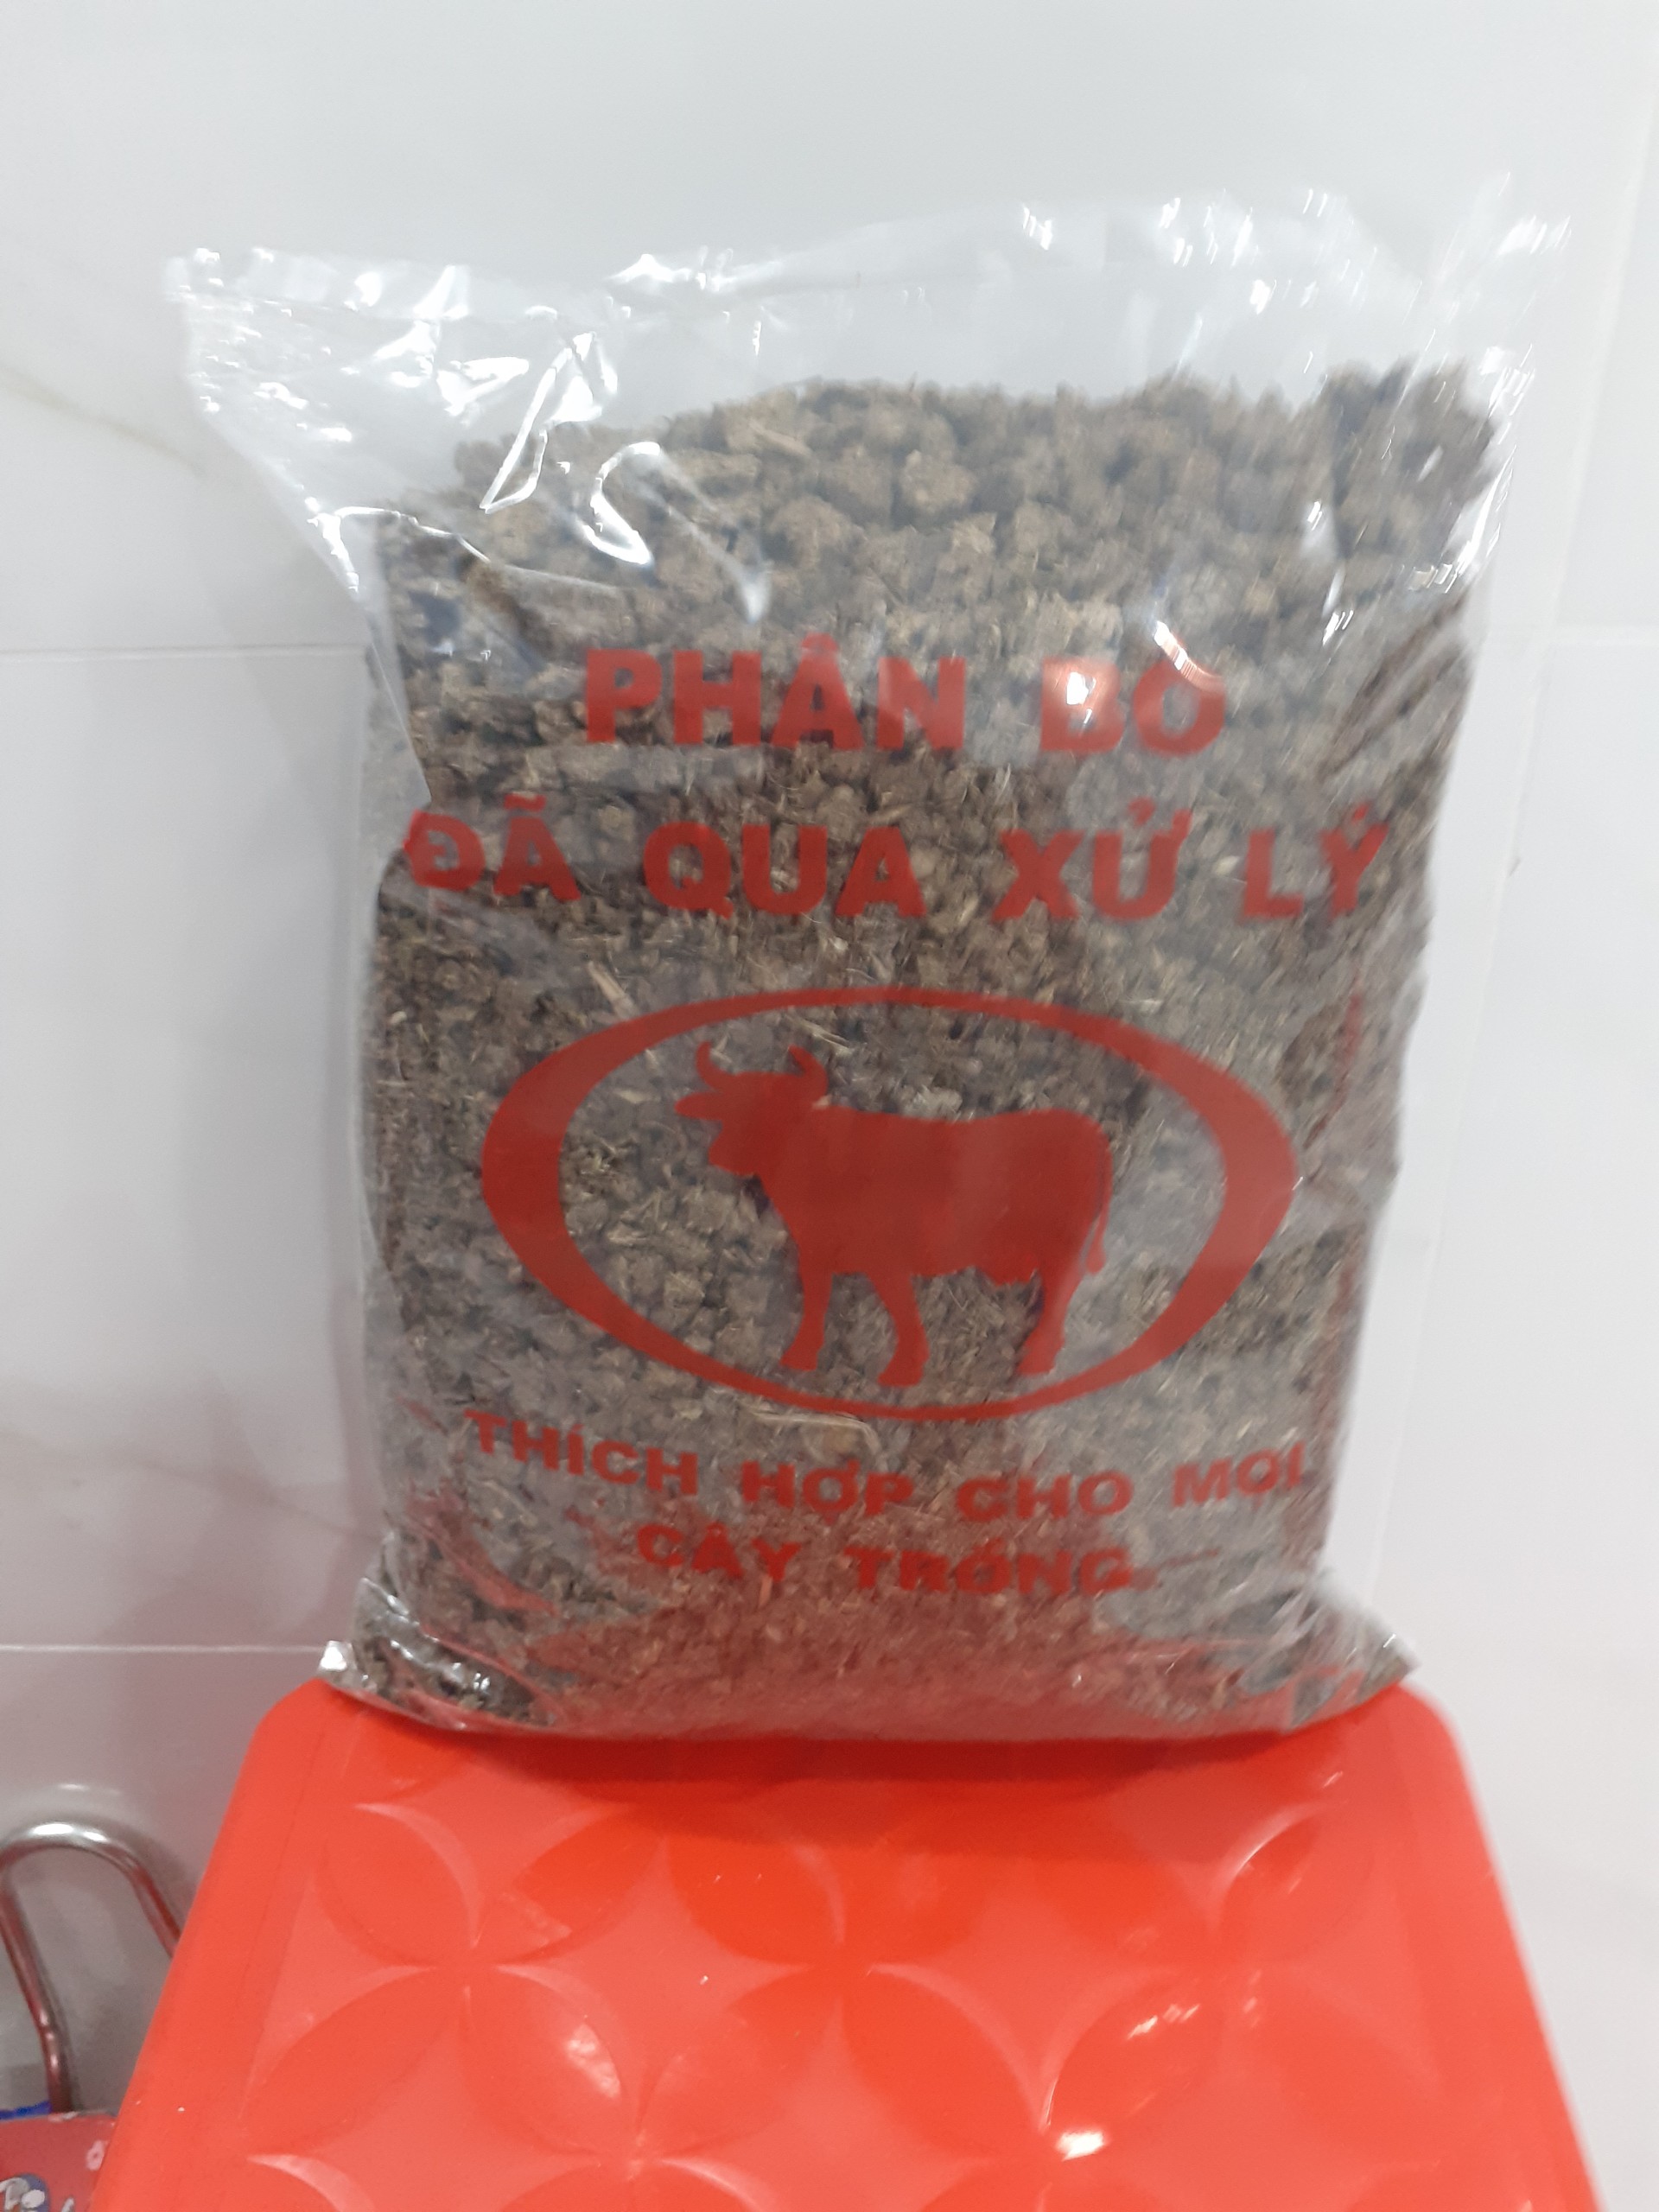 PHÂN BÒ
ĐÃ QUA XỬ LÝ
THÍCH HỢP CHO MỌI
CÂY TRỒNG